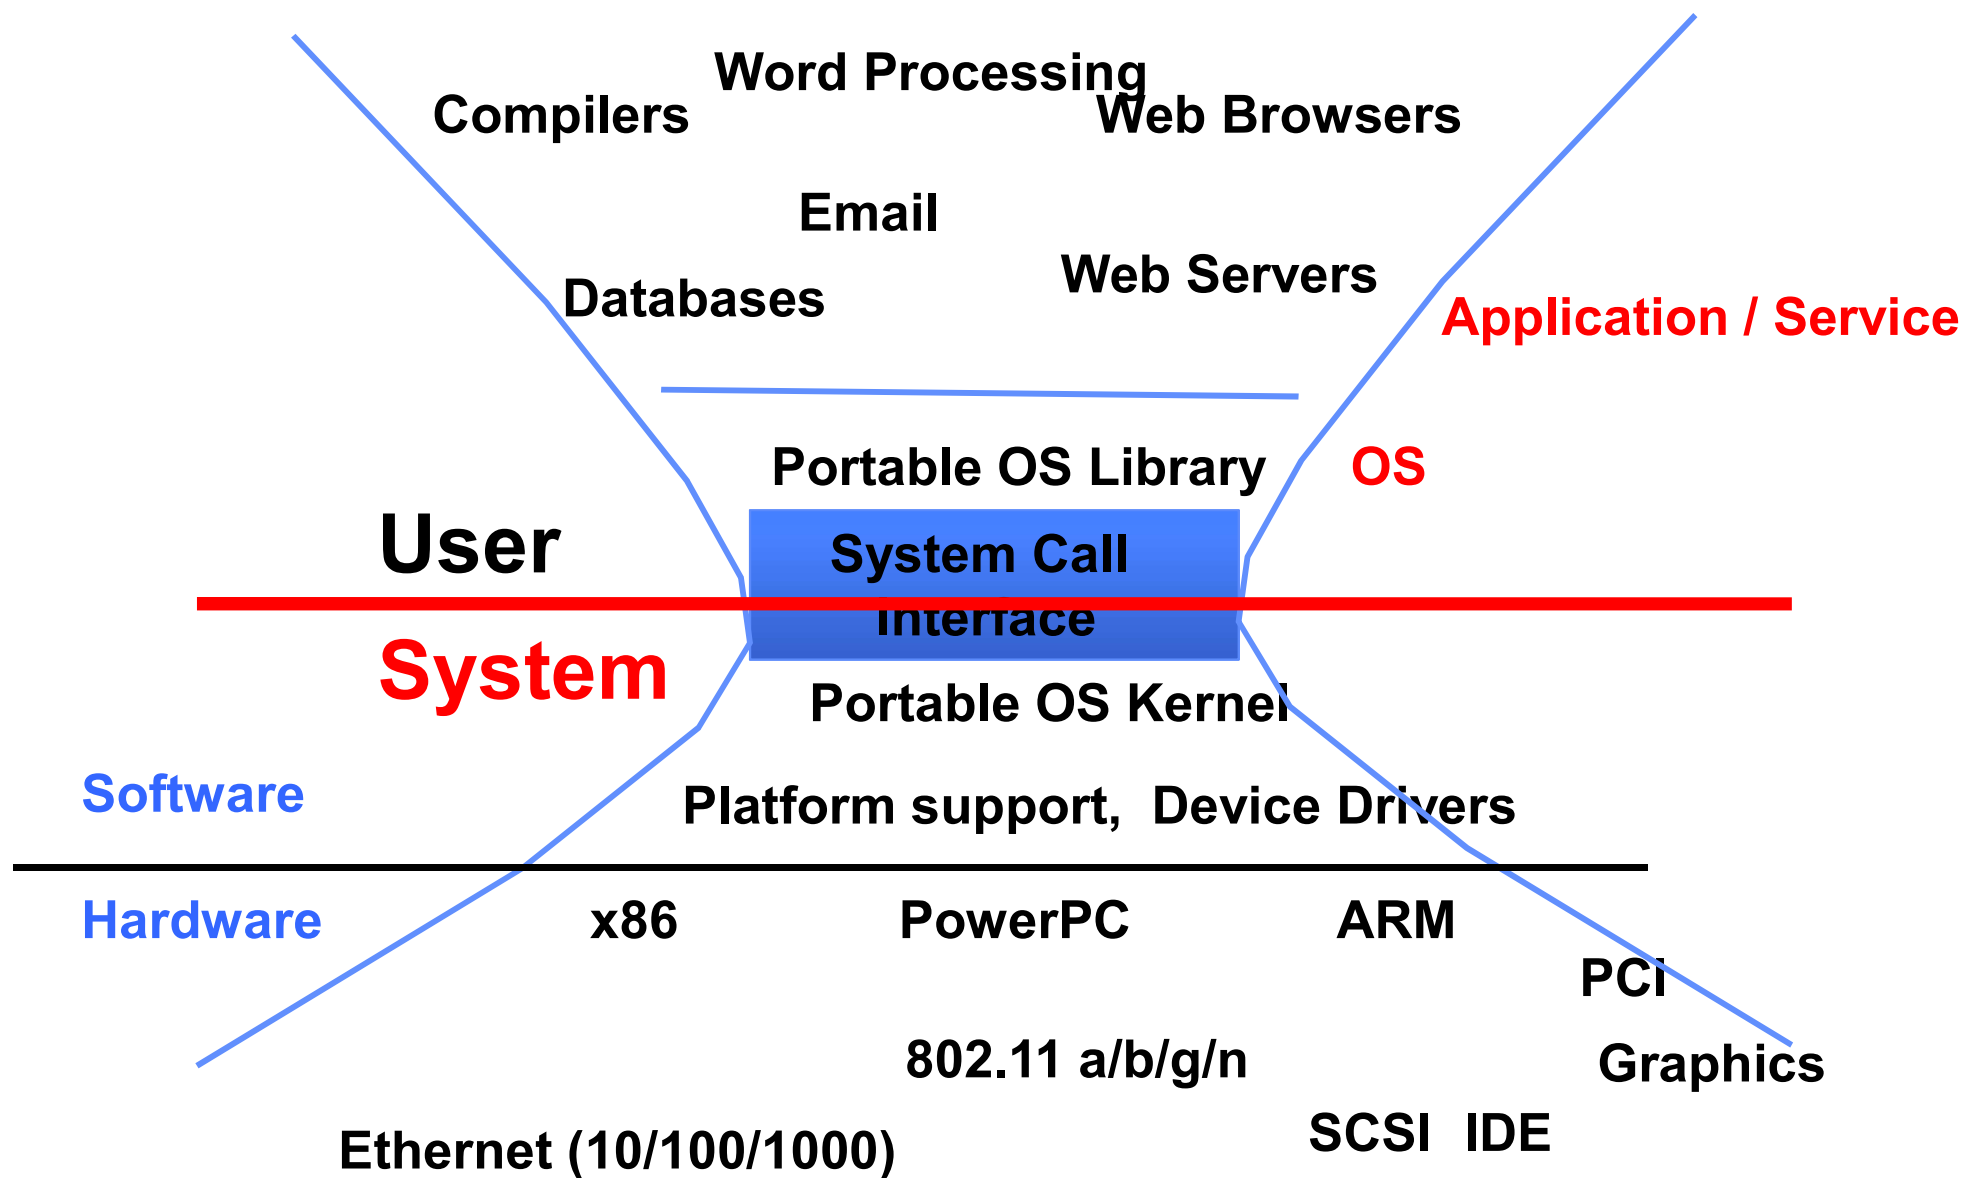 Word Processing
Compilers
Web Browsers
Email
Web Servers
Databases
Application / Service
Portable OS Library
OS
User
System Call
Interface
System
Portable OS Kernel
Software
Platform support, Device Drivers
Hardware
x86
PowerPC
ARM
PCI
802.11 a/b/g/n
Graphics
SCSI IDE
Ethernet (10/100/1000)